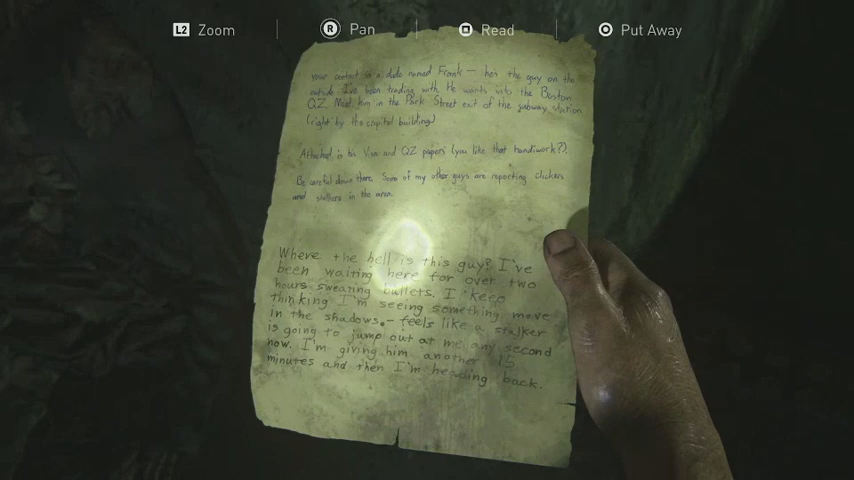 L2 Zoom R Pan Read Put Away
your contact is a dude named Frank — he's the guy on the
outside I've been trading with. He wants into the Boston
QZ. Meet him in the Park Street exit of the subway station
(right by the capitol building)
Attached is his Visa and QZ papers (you like that handiwork?).
Be careful down there. Some of my other guys are reporting clickers
and stalkers in the area.
Where the hell is this guy? I've
been waiting here for over two
hours sweating bullets. I keep
thinking I'm seeing something move
in the shadows. - feels like a stalker
is going to jump out at me any second
now. I'm giving him another 15
minutes and then I'm heading back.